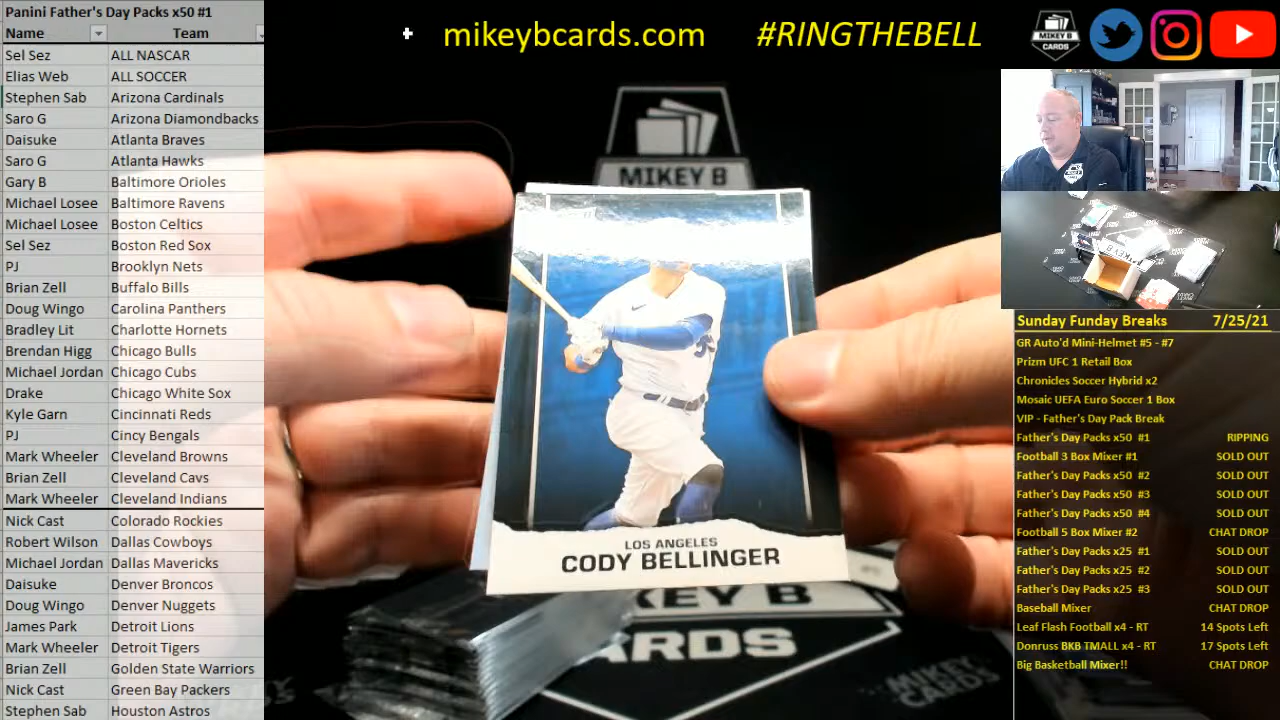 Panini Father's Day Packs x50 #1
Name Team
Sel Sez ALL NASCAR
Elias Web ALL SOCCER
Stephen Sab Arizona Cardinals
Saro G Arizona Diamondbacks
Daisuke Atlanta Braves
Saro G Atlanta Hawks
Gary B Baltimore Orioles
Michael Losee Baltimore Ravens
Michael Losee Boston Celtics
Sel Sez Boston Red Sox
PJ Brooklyn Nets
Brian Zell Buffalo Bills
Doug Wingo Carolina Panthers
Bradley Lit Charlotte Hornets
Brendan Higg Chicago Bulls
Michael Jordan Chicago Cubs
Drake Chicago White Sox
Kyle Garn Cincinnati Reds
PJ Cincy Bengals
Mark Wheeler Cleveland Browns
Brian Zell Cleveland Cavs
Mark Wheeler Cleveland Indians
Nick Cast Colorado Rockies
Robert Wilson Dallas Cowboys
Michael Jordan Dallas Mavericks
Daisuke Denver Broncos
Doug Wingo Denver Nuggets
James Park Detroit Lions
Mark Wheeler Detroit Tigers
Brian Zell Golden State Warriors
Nick Cast Green Bay Packers
Stephen Sab Houston Astros
mikeybcards.com #RINGTHEBELL
MIKEY B
CARDS
MIKEY B
LOS ANGELES
CODY BELLINGER
KEY B
CARDS
MIKEY
CARDS
MIKEY B
Sunday Funday Breaks 7/25/21
GR Auto'd Mini-Helmet #5 - #7
Prizm UFC 1 Retail Box
Chronicles Soccer Hybrid x2
Mosaic UEFA Euro Soccer 1 Box
VIP - Father's Day Pack Break
Father's Day Packs x50 #1 RIPPING
Football 3 Box Mixer #1 SOLD OUT
Father's Day Packs x50 #2 SOLD OUT
Father's Day Packs x50 #3 SOLD OUT
Father's Day Packs x50 #4 SOLD OUT
Football 5 Box Mixer #2 CHAT DROP
Father's Day Packs x25 #1 SOLD OUT
Father's Day Packs x25 #2 SOLD OUT
Father's Day Packs x25 #3 SOLD OUT
Baseball Mixer CHAT DROP
Leaf Flash Football x4 - RT 14 Spots Left
Donruss BKB TMALL x4 - RT 17 Spots Left
Big Basketball Mixer!! CHAT DROP